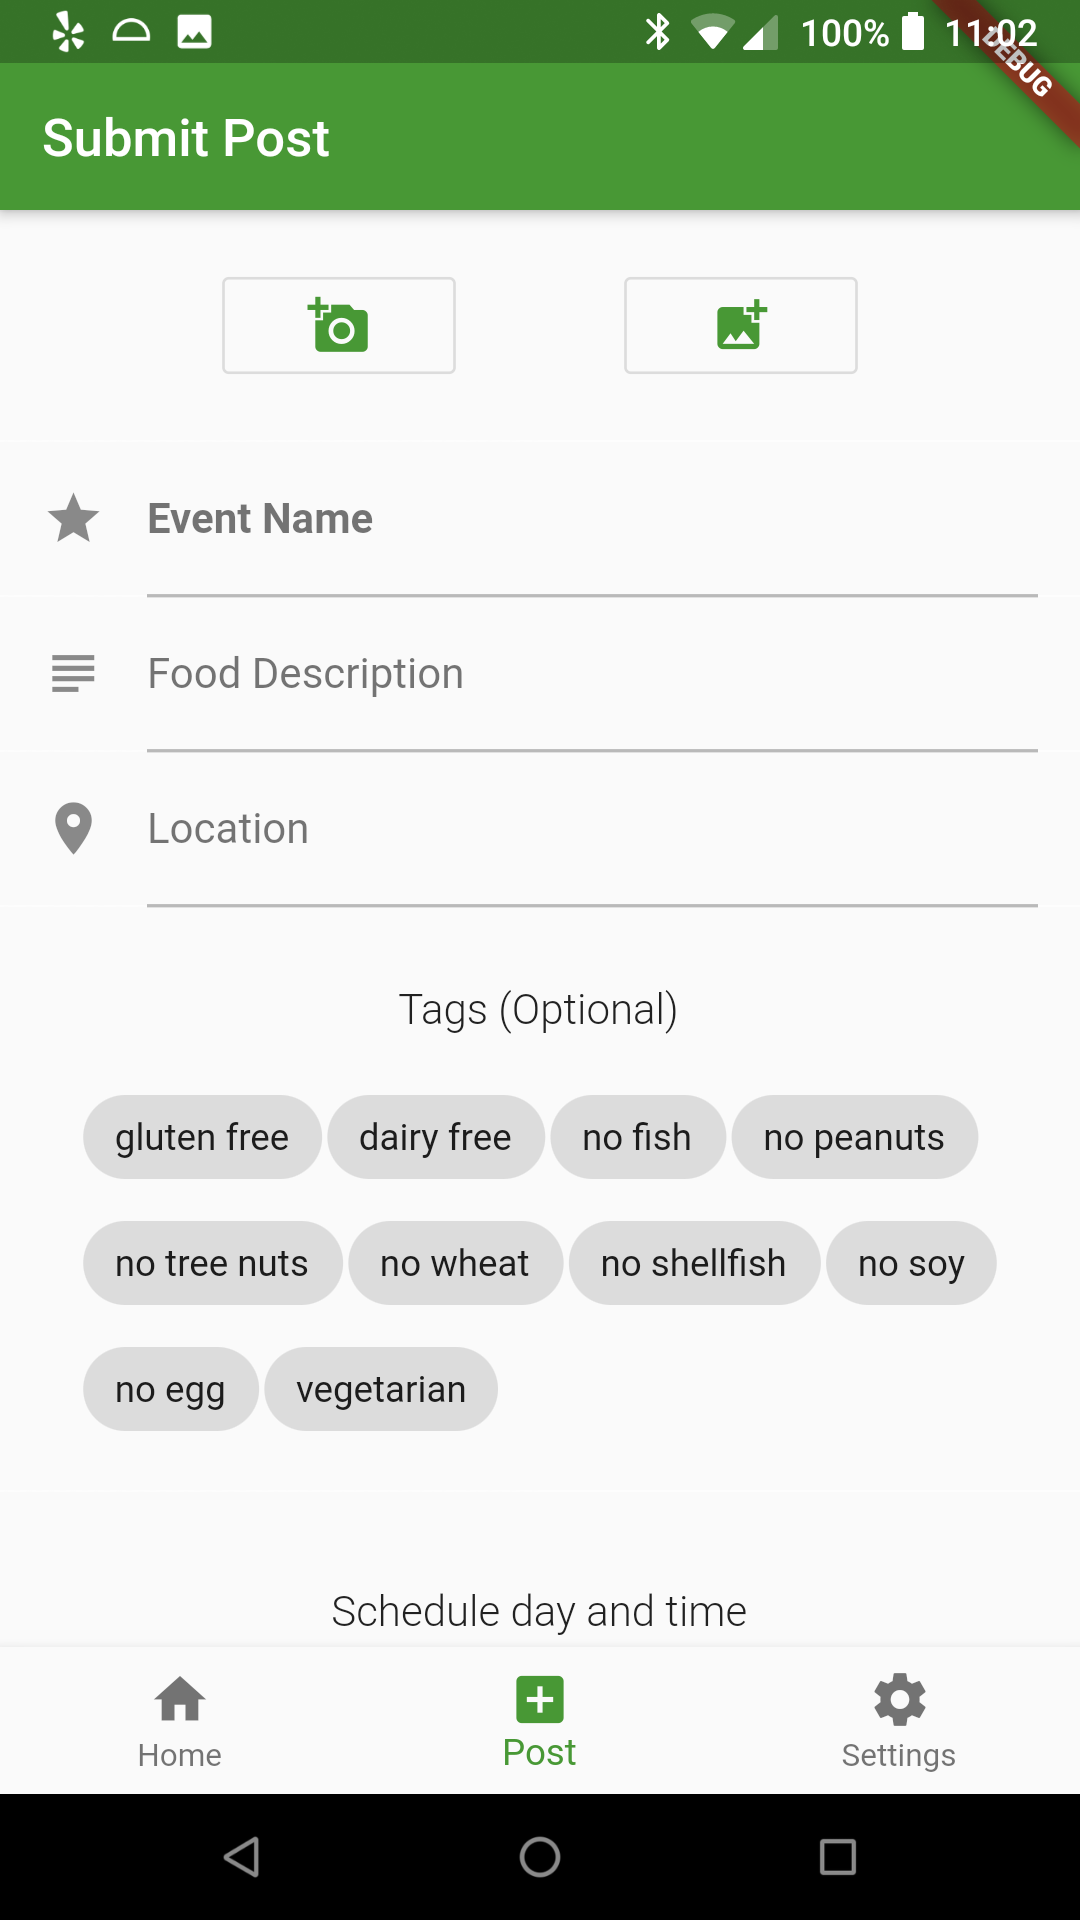 100% 11:02
DEBUG
Submit Post
Event Name
Food Description
Location
Tags (Optional)
gluten free dairy free no fish no peanuts
no tree nuts no wheat no shellfish no soy
no egg vegetarian
Schedule day and time
Home Post Settings